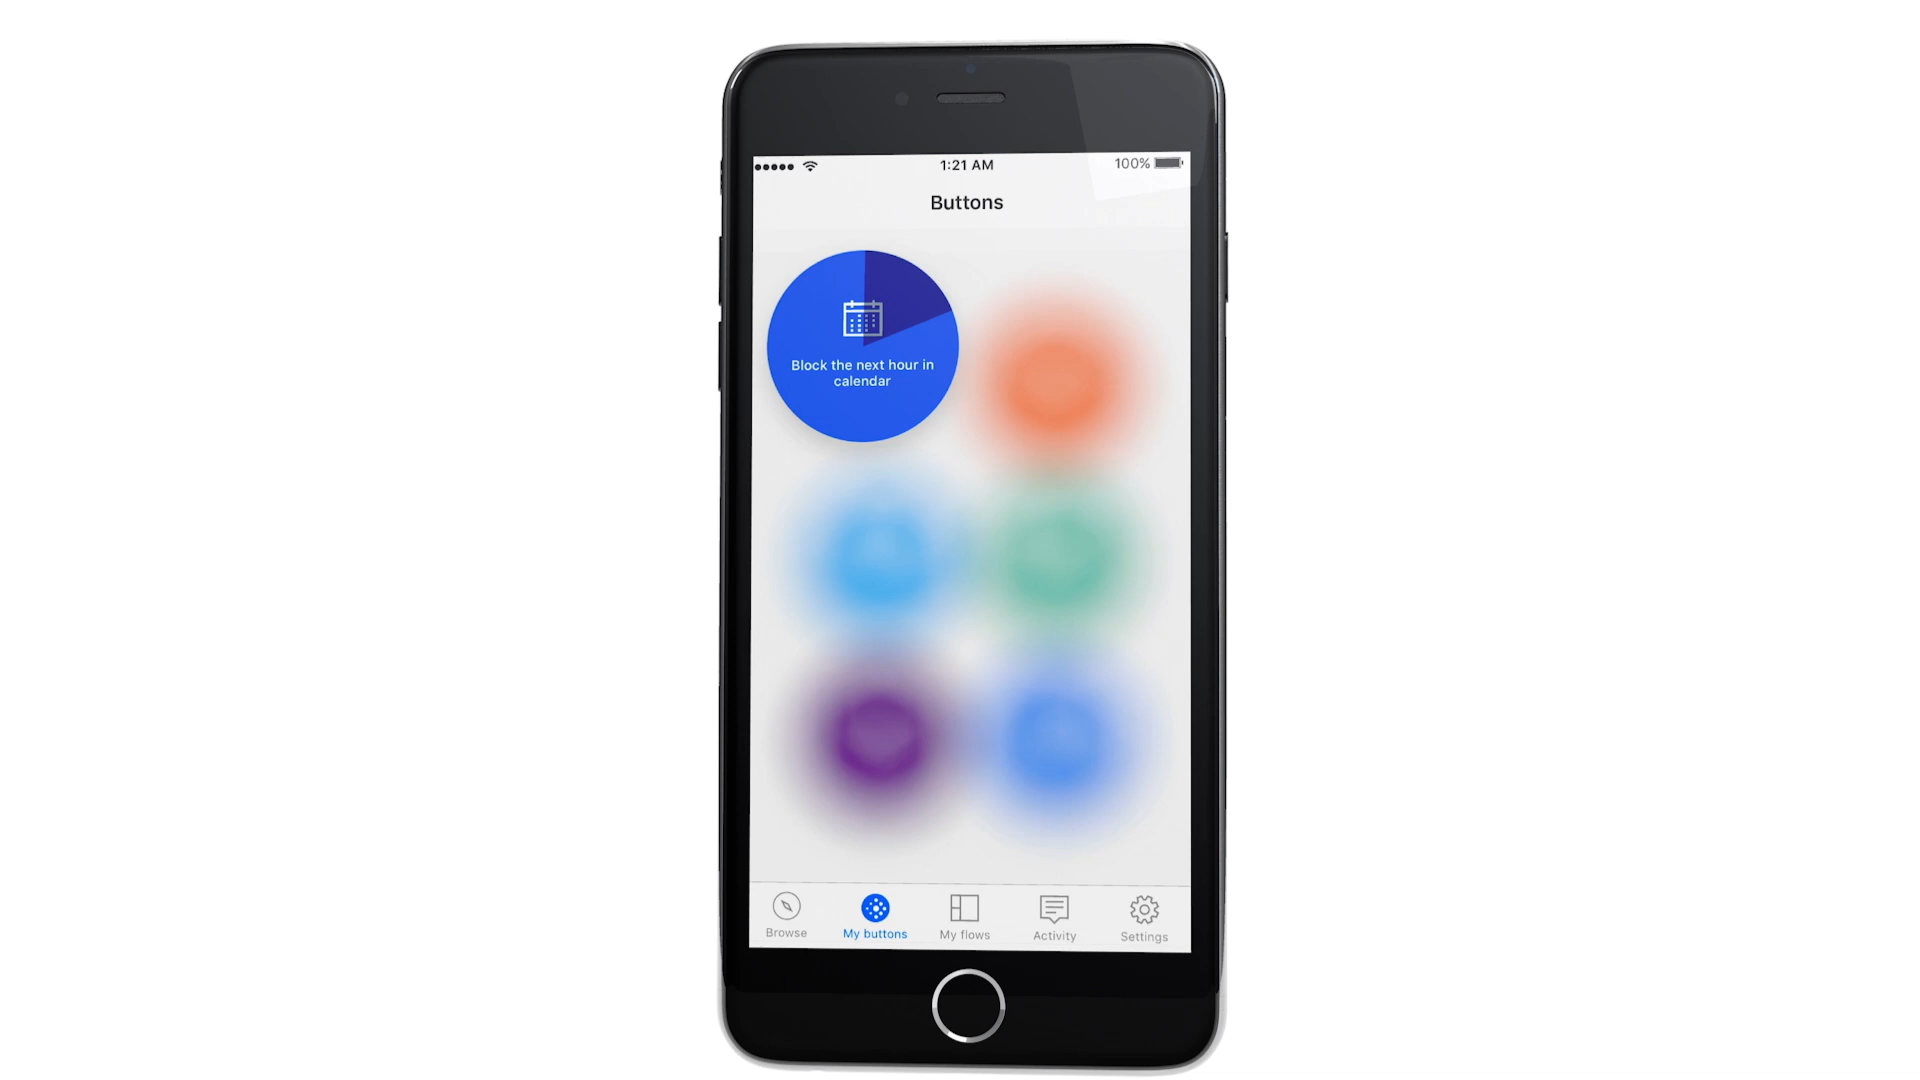 1:21 AM
100%
Buttons
Block the next hour in
calendar
Browse
My buttons
My flows
Activity
Settings